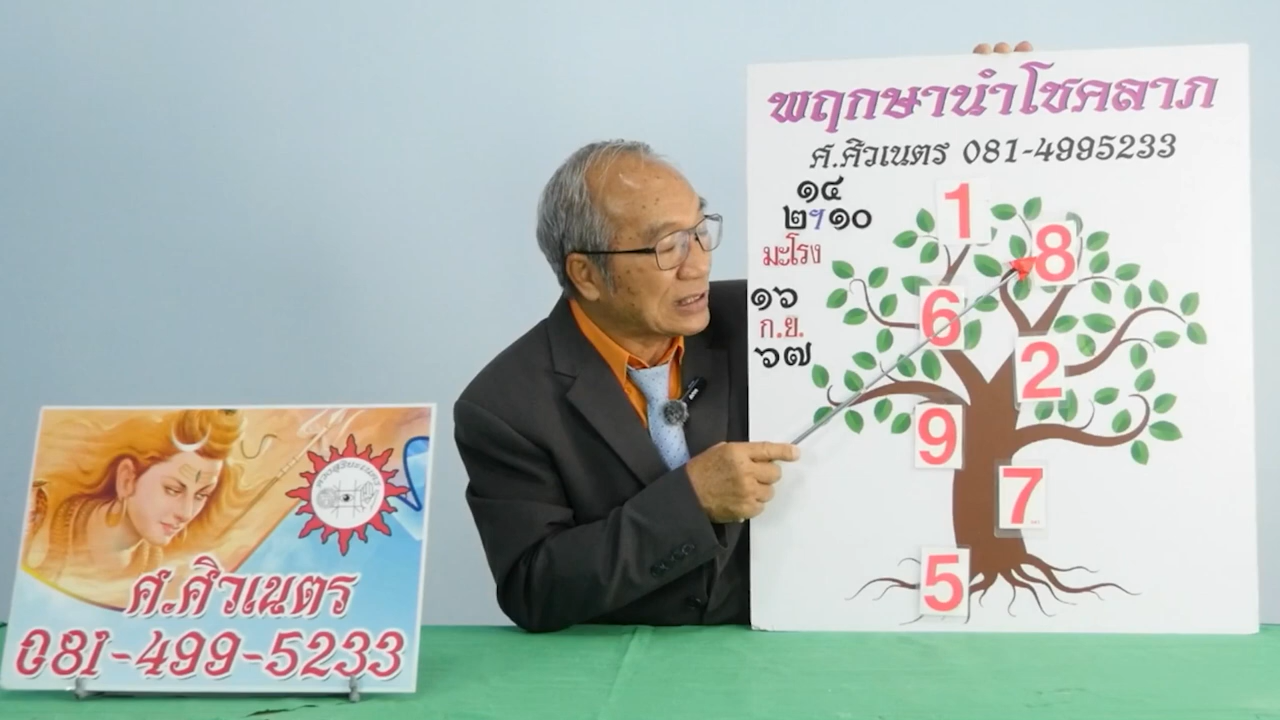 พฤกษานำโชคลาภ
ศ.ศิวเนตร 081-4995233
๑๔
๒ฯ๑๐
มะโรง
๑๖
ก.ย.
๖๗
1
8
6
2
9
7
5
ศ.ศิวเนตร
081-499-5233